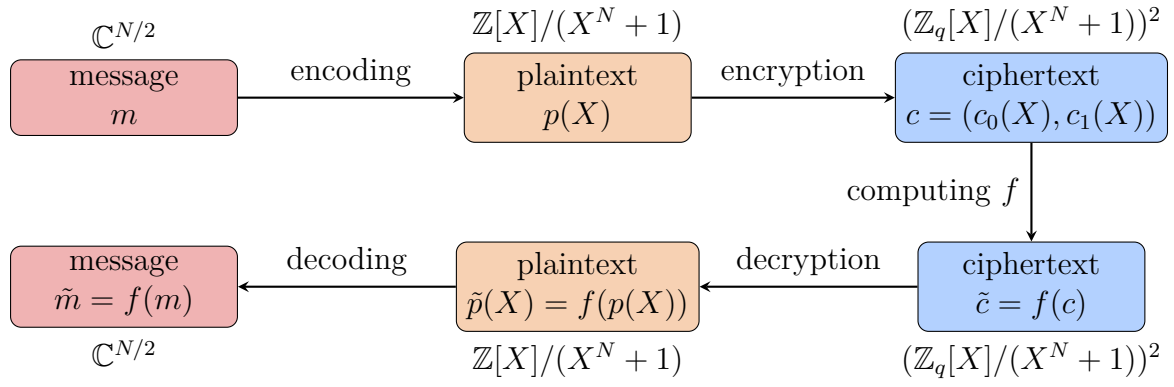 ℂ^{N/2}
ℤ[X]/(X^N + 1)
(ℤ_q[X]/(X^N + 1))^2
message
m
encoding
plaintext
p(X)
encryption
ciphertext
c = (c_0(X), c_1(X))
computing f
message
m̃ = f(m)
decoding
plaintext
p̃(X) = f(p(X))
decryption
ciphertext
c̃ = f(c)
ℂ^{N/2}
ℤ[X]/(X^N + 1)
(ℤ_q[X]/(X^N + 1))^2